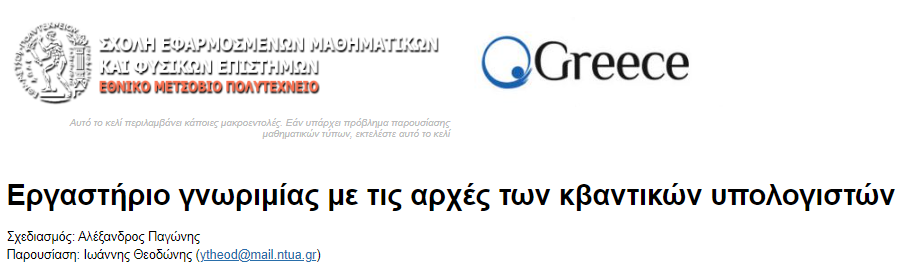 ΣΧΟΛΗ ΕΦΑΡΜΟΣΜΕΝΩΝ ΜΑΘΗΜΑΤΙΚΩΝ
ΚΑΙ ΦΥΣΙΚΩΝ ΕΠΙΣΤΗΜΩΝ
ΕΘΝΙΚΟ ΜΕΤΣΟΒΙΟ ΠΟΛΥΤΕΧΝΕΙΟ
QGreece
Αυτό το κελί περιλαμβάνει κάποιες μακροεντολές. Εάν υπάρχει πρόβλημα παρουσίασης
μαθηματικών τύπων, εκτελέστε αυτό το κελί
Εργαστήριο γνωριμίας με τις αρχές των κβαντικών υπολογιστών
Σχεδιασμός: Αλέξανδρος Παγώνης
Παρουσίαση: Ιωάννης Θεοδώνης (ytheod@mail.ntua.gr)